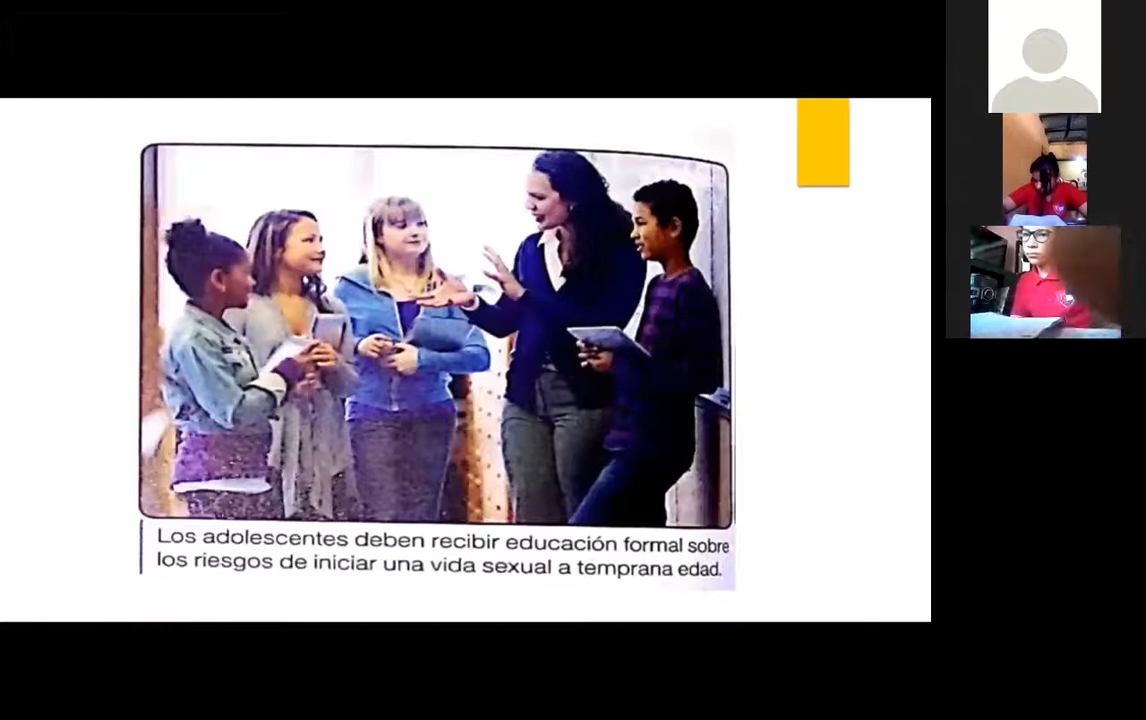 Los adolescentes deben recibir educación formal sobre
los riesgos de iniciar una vida sexual a temprana edad.